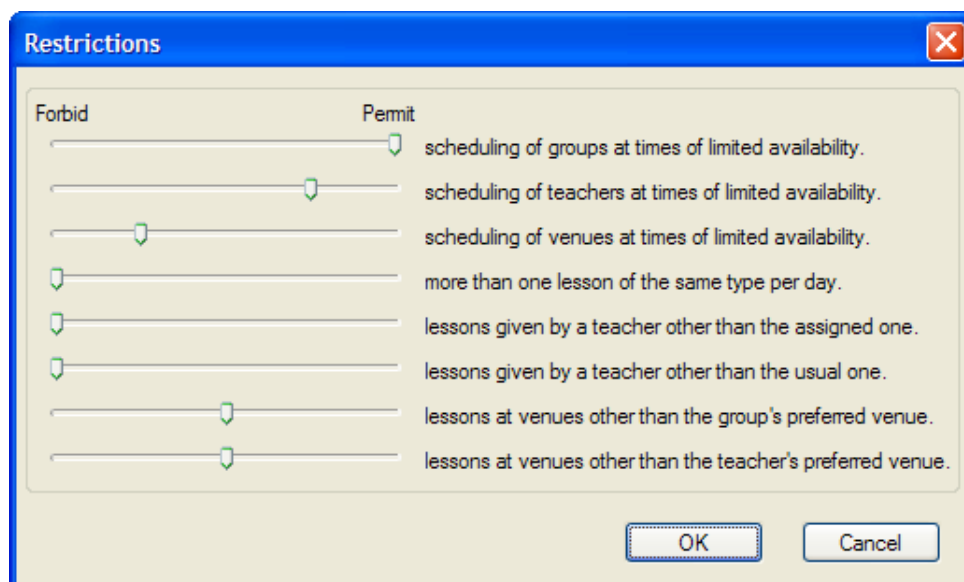 Restrictions
Forbid Permit
scheduling of groups at times of limited availability.
scheduling of teachers at times of limited availability.
scheduling of venues at times of limited availability.
more than one lesson of the same type per day.
lessons given by a teacher other than the assigned one.
lessons given by a teacher other than the usual one.
lessons at venues other than the group's preferred venue.
lessons at venues other than the teacher's preferred venue.
OK Cancel